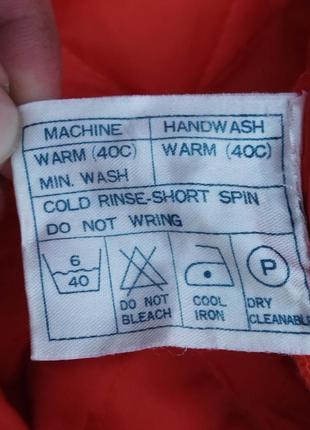 MACHINE HANDWASH
WARM (40C) WARM (40C)
MIN. WASH
COLD RINSE-SHORT SPIN
DO NOT WRING
6
40
P
DO NOT
BLEACH
COOL
IRON
DRY
CLEANABLE